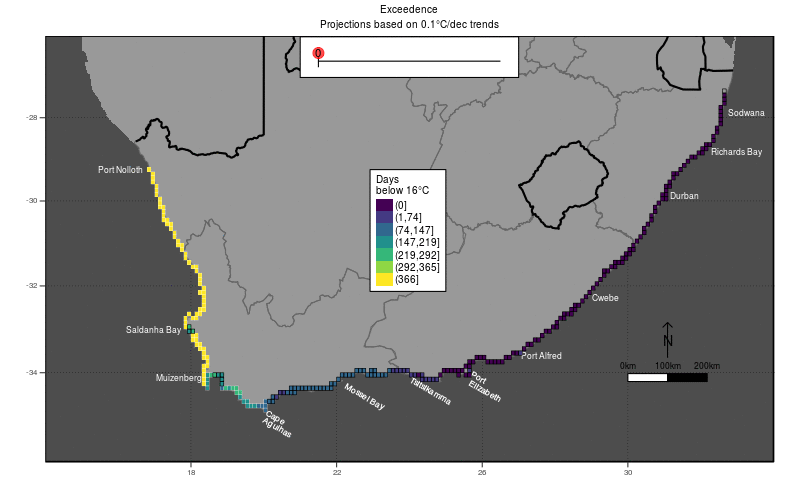 Exceedence
Projections based on 0.1°C/dec trends
0
-28
-30
-32
-34
18
22
26
30
Sodwana
Richards Bay
Durban
Cwebe
Port Alfred
Port
Elizabeth
Tsitsikamma
Mossel Bay
Cape
Agulhas
Muizenberg
Saldanha Bay
Port Nolloth
Days
below 16°C
(0]
(1,74]
(74,147]
(147,219]
(219,292]
(292,365]
(366]
N
0km 100km 200km